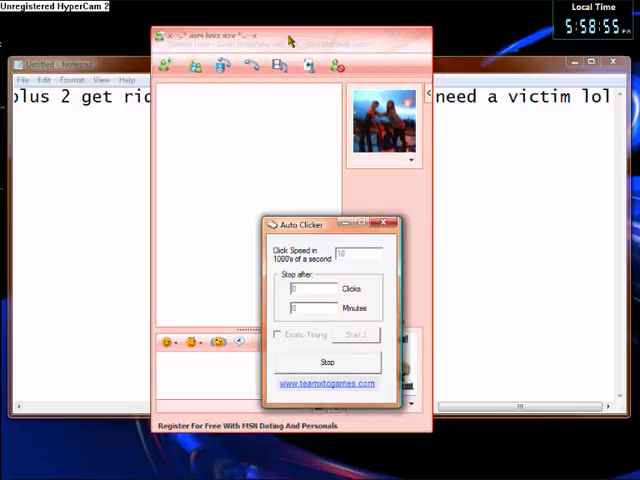 Unregistered HyperCam 2
Local Time
5:58:55
Untitled - Notepad
File Edit Format View Help
plus 2 get rid
need a victim lol
Auto Clicker
Click Speed in
1000's of a second
10
Stop after:
0 Clicks
0 Minutes
Erratic Timing
Start 2
Stop
www.teamxtcgames.com
Register For Free With MSN Dating And Personals